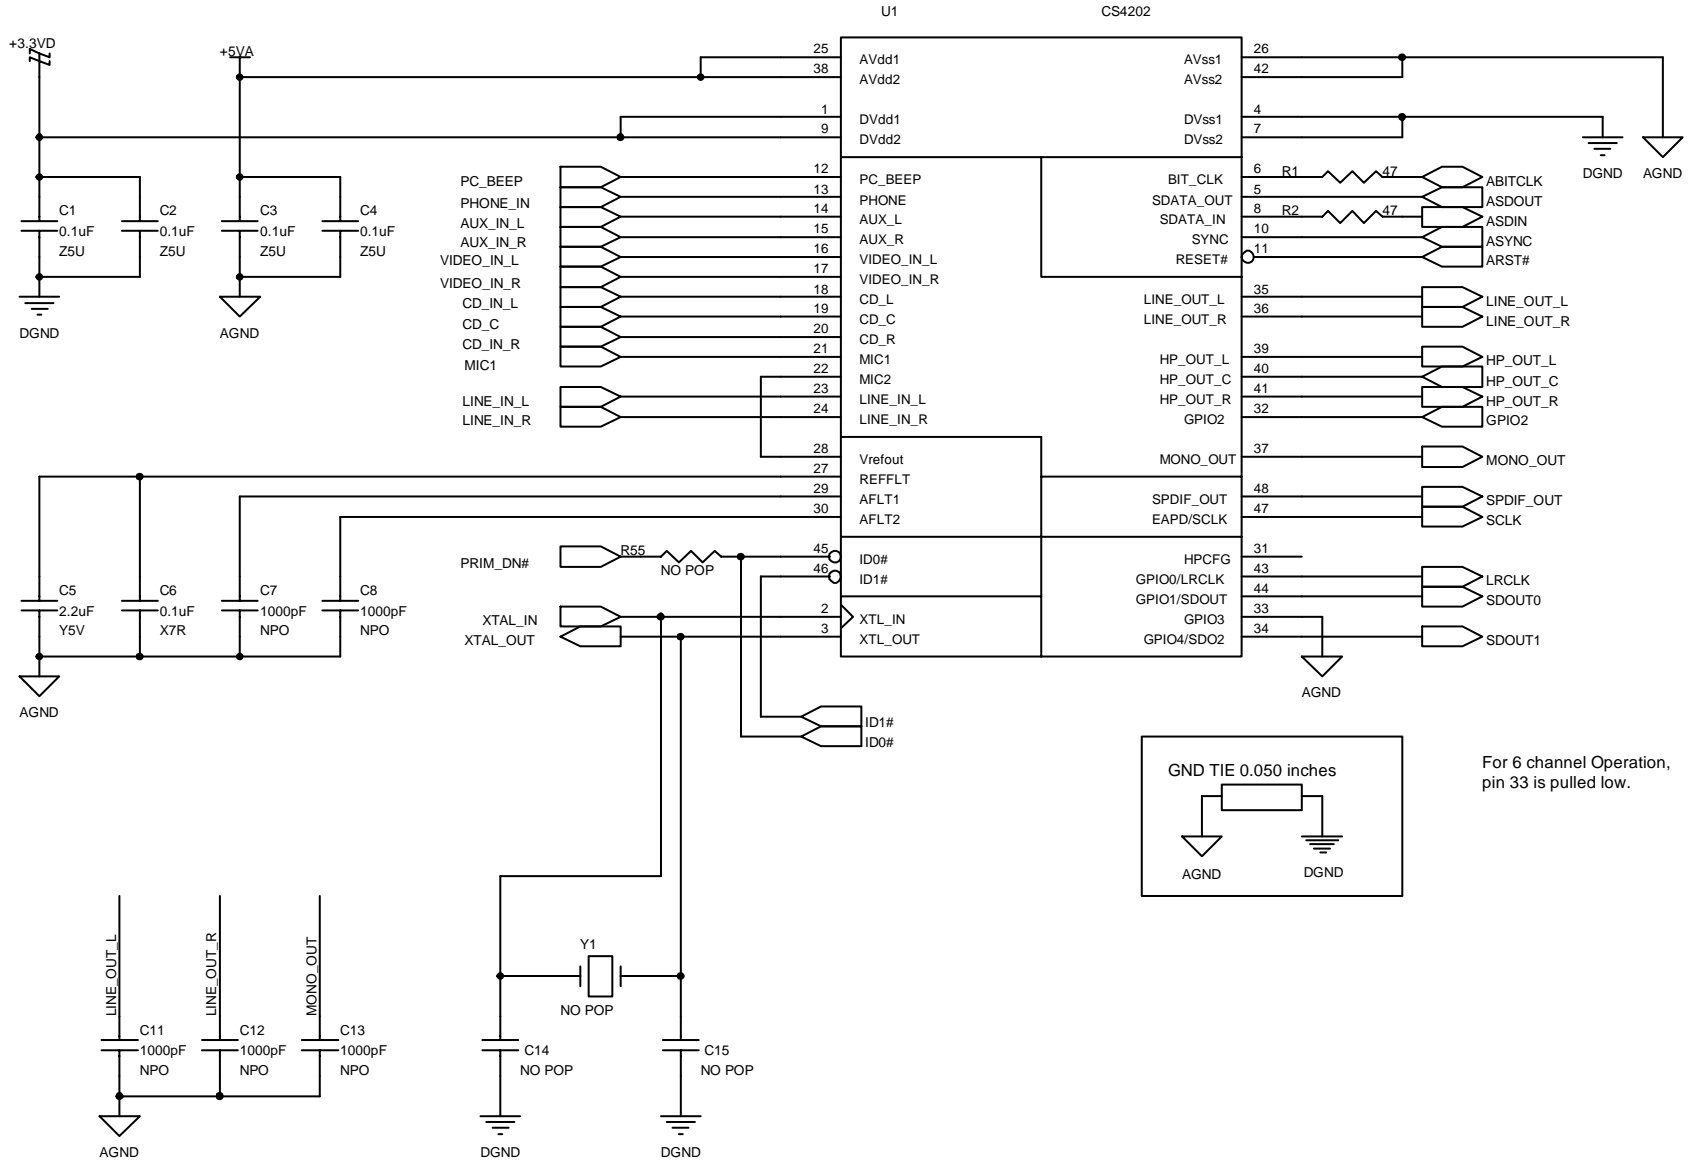 U1 CS4202
+3.3VD
+5VA
25 AVdd1
38 AVdd2
1 DVdd1
9 DVdd2
AVss1 26
AVss2 42
DVss1 4
DVss2 7
DGND
AGND
C1
0.1uF
Z5U
C2
0.1uF
Z5U
C3
0.1uF
Z5U
C4
0.1uF
Z5U
DGND
AGND
PC_BEEP 12 PC_BEEP
PHONE_IN 13 PHONE
AUX_IN_L 14 AUX_L
AUX_IN_R 15 AUX_R
VIDEO_IN_L 16 VIDEO_IN_L
VIDEO_IN_R 17 VIDEO_IN_R
CD_IN_L 18 CD_L
CD_C 19 CD_C
CD_IN_R 20 CD_R
MIC1 21 MIC1
22 MIC2
LINE_IN_L 23 LINE_IN_L
LINE_IN_R 24 LINE_IN_R
28 Vrefout
27 REFFLT
29 AFLT1
30 AFLT2
BIT_CLK 6 R1 47 ABITCLK
SDATA_OUT 5 ASDOUT
SDATA_IN 8 R2 47 ASDIN
SYNC 10 ASYNC
RESET# 11 ARST#
LINE_OUT_L 35 LINE_OUT_L
LINE_OUT_R 36 LINE_OUT_R
HP_OUT_L 39 HP_OUT_L
HP_OUT_C 40 HP_OUT_C
HP_OUT_R 41 HP_OUT_R
GPIO2 32 GPIO2
MONO_OUT 37 MONO_OUT
SPDIF_OUT 48 SPDIF_OUT
EAPD/SCLK 47 SCLK
HPCFG 31
GPIO0/LRCLK 43 LRCLK
GPIO1/SDOUT 44 SDOUT0
GPIO3 33
GPIO4/SDO2 34 SDOUT1
AGND
PRIM_DN# R55 45 ID0#
NO POP
46 ID1#
XTAL_IN 2 XTL_IN
XTAL_OUT 3 XTL_OUT
C5
2.2uF
Y5V
C6
0.1uF
X7R
C7
1000pF
NPO
C8
1000pF
NPO
AGND
ID1#
ID0#
GND TIE 0.050 inches
AGND
DGND
For 6 channel Operation,
pin 33 is pulled low.
LINE_OUT_L
LINE_OUT_R
MONO_OUT
C11
1000pF
NPO
C12
1000pF
NPO
C13
1000pF
NPO
AGND
Y1
NO POP
C14
NO POP
C15
NO POP
DGND
DGND